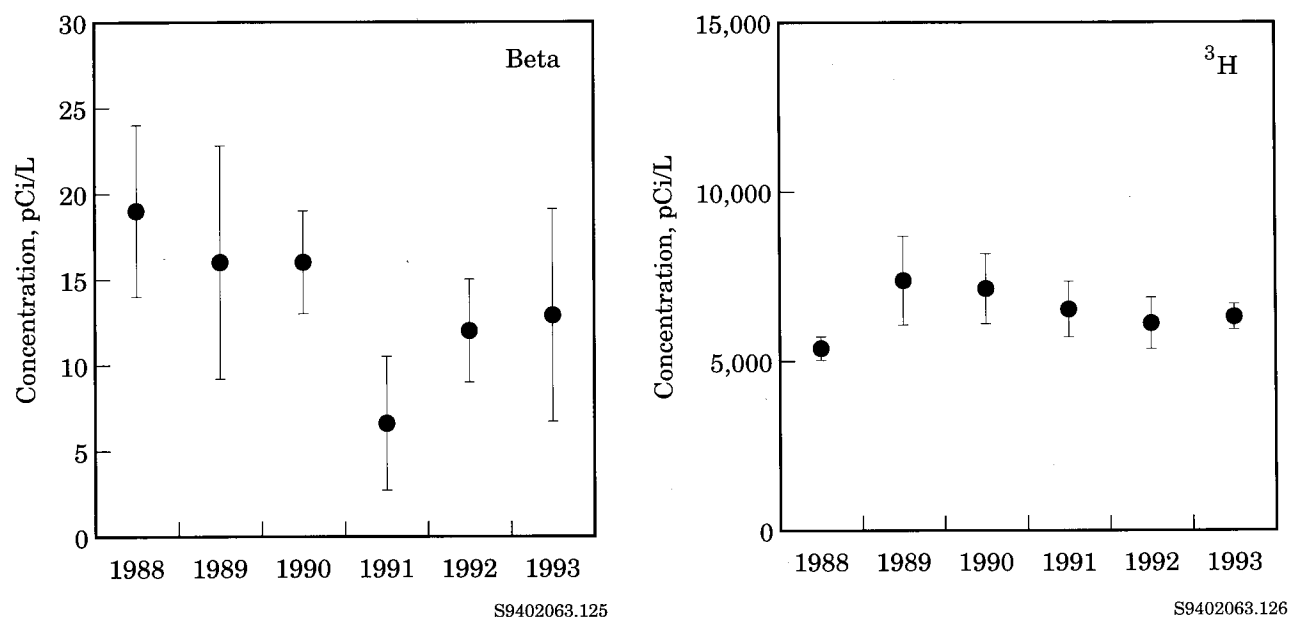 Beta
Concentration, pCi/L
30
25
20
15
10
5
0
1988 1989 1990 1991 1992 1993
S9402063.125
³H
Concentration, pCi/L
15,000
10,000
5,000
0
1988 1989 1990 1991 1992 1993
S9402063.126